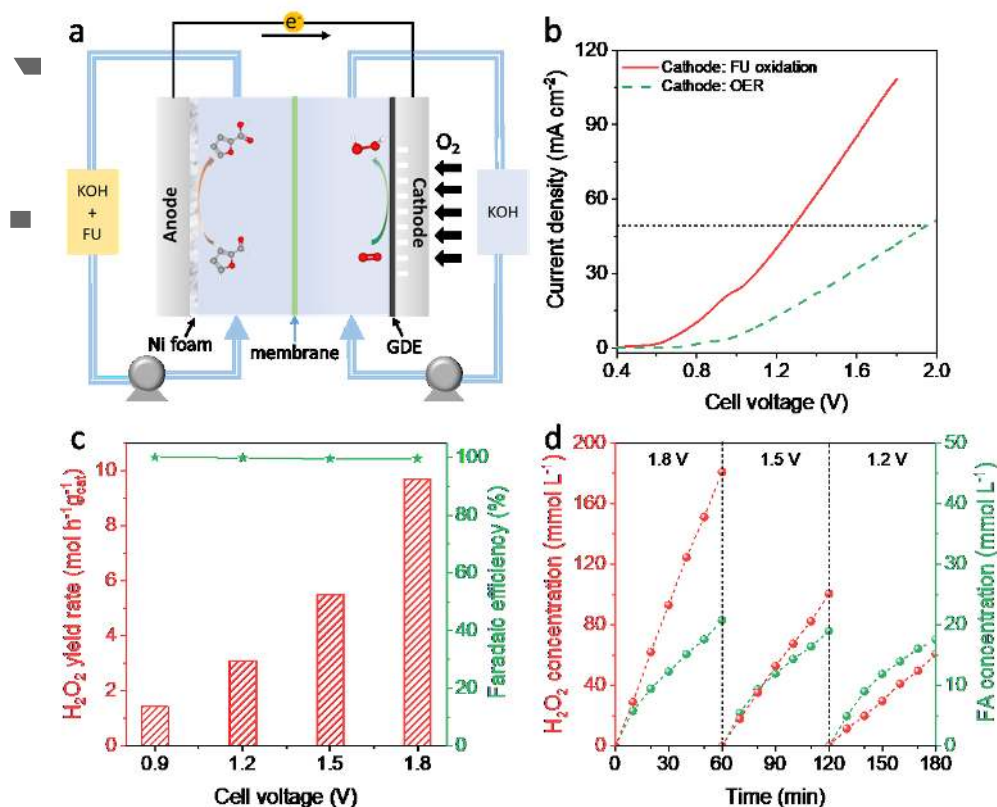 a
e⁻
KOH
+
FU
Anode
Cathode
O₂
KOH
Ni foam
membrane
GDE
b
Current density (mA cm⁻²)
120
90
60
30
0
Cathode: FU oxidation
Cathode: OER
0.4 0.8 1.2 1.6 2.0
Cell voltage (V)
c
H₂O₂ yield rate (mol h⁻¹g⁻¹cat)
10
8
6
4
2
0
100
80
60
40
20
0
Faradaic efficiency (%)
0.9 1.2 1.5 1.8
Cell voltage (V)
d
H₂O₂ concentration (mmol L⁻¹)
200
160
120
80
40
0
1.8 V 1.5 V 1.2 V
50
40
30
20
10
0
FA concentration (mmol L⁻¹)
0 30 60 90 120 150 180
Time (min)